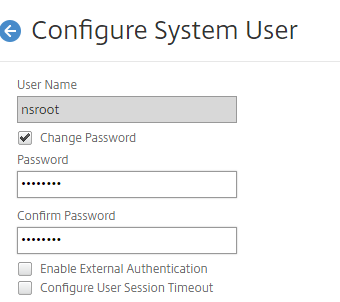 Configure System User
User Name
nsroot
Change Password
Password
••••••••
Confirm Password
••••••••
Enable External Authentication
Configure User Session Timeout